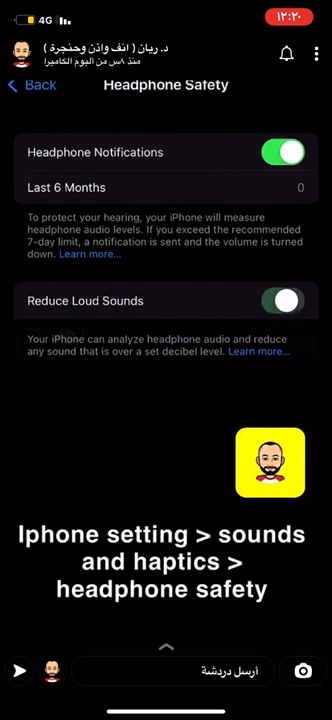 4G
١٢:٢٠
د. ريان ( انف واذن وحنجرة )
منذ ٨س من ألبوم الكاميرا
Back
Headphone Safety
Headphone Notifications
Last 6 Months 0
To protect your hearing, your iPhone will measure
headphone audio levels. If you exceed the recommended
7-day limit, a notification is sent and the volume is turned
down. Learn more...
Reduce Loud Sounds
Your iPhone can analyze headphone audio and reduce
any sound that is over a set decibel level. Learn more...
Iphone setting > sounds
and haptics >
headphone safety
أرسل دردشة